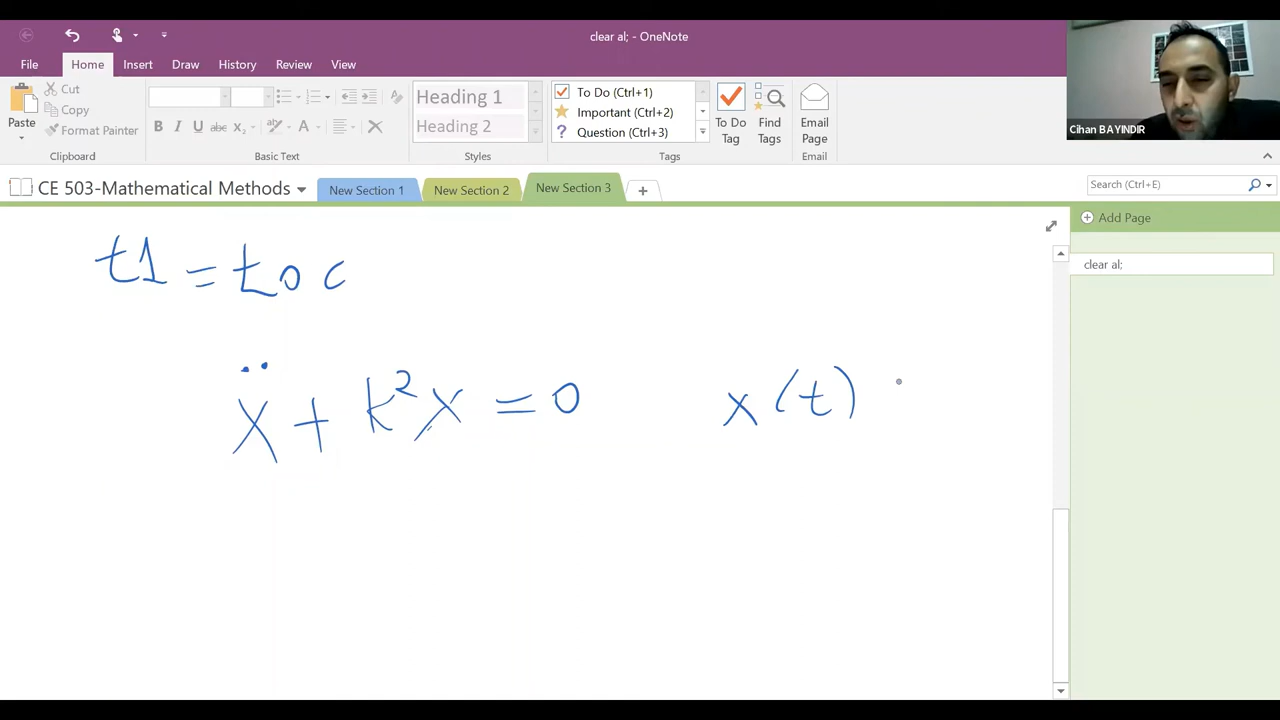 clear al; - OneNote
File Home Insert Draw History Review View
Cut
Copy
Format Painter
Paste
Clipboard
B I U abc X₂ A
Basic Text
Heading 1
Heading 2
Styles
To Do (Ctrl+1)
Important (Ctrl+2)
Question (Ctrl+3)
Tags
To Do Tag
Find Tags
Email Page
Email
Cihan BAYINDIR
CE 503-Mathematical Methods New Section 1 New Section 2 New Section 3 +
Search (Ctrl+E)
Add Page
clear al;
t1 = toc
ẍ + k²x = 0 x(t)